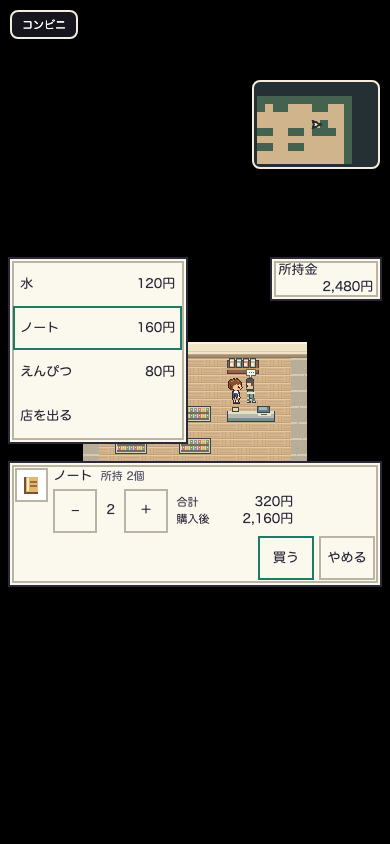 コンビニ
水 120円
ノート 160円
えんぴつ 80円
店を出る
所持金
2,480円
ノート 所持 2個
− 2 +
合計 320円
購入後 2,160円
買う やめる